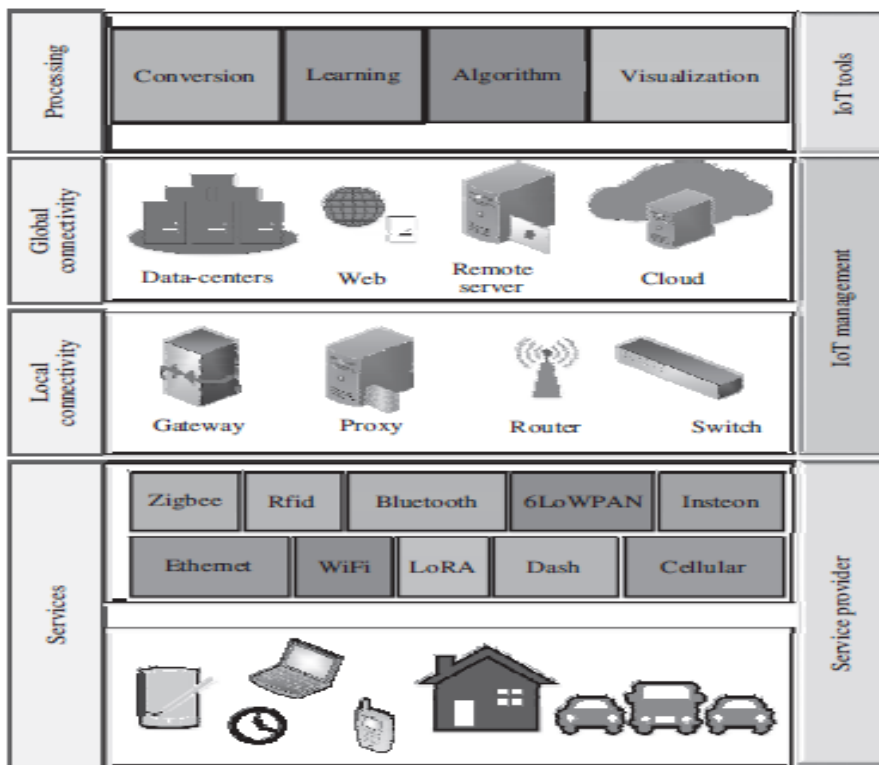 Processing
Conversion Learning Algorithm Visualization
IoT tools
Global
connectivity
Data-centers Web Remote
server Cloud
IoT management
Local
connectivity
Gateway Proxy Router Switch
Services
Zigbee Rfid Bluetooth 6LoWPAN Insteon
Ethernet WiFi LoRA Dash Cellular
Service provider